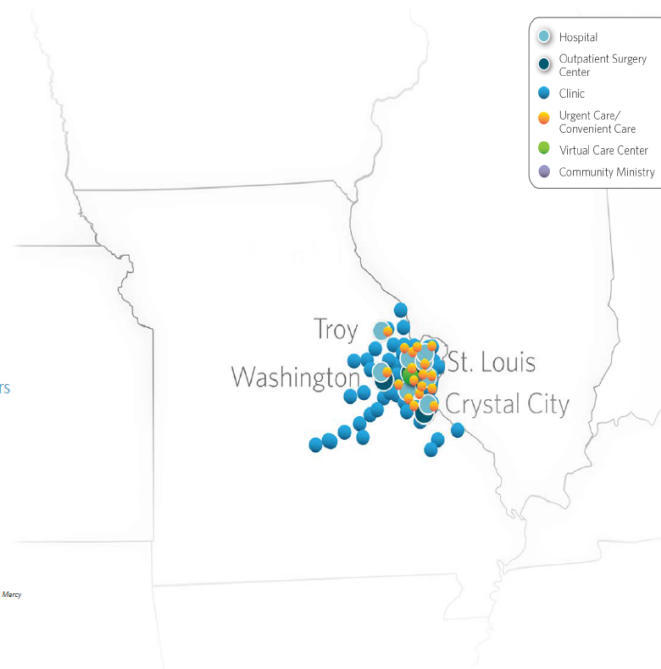 Hospital
Outpatient Surgery
Center
Clinic
Urgent Care/
Convenient Care
Virtual Care Center
Community Ministry
Troy
St. Louis
Washington
rs
Crystal City
Mercy